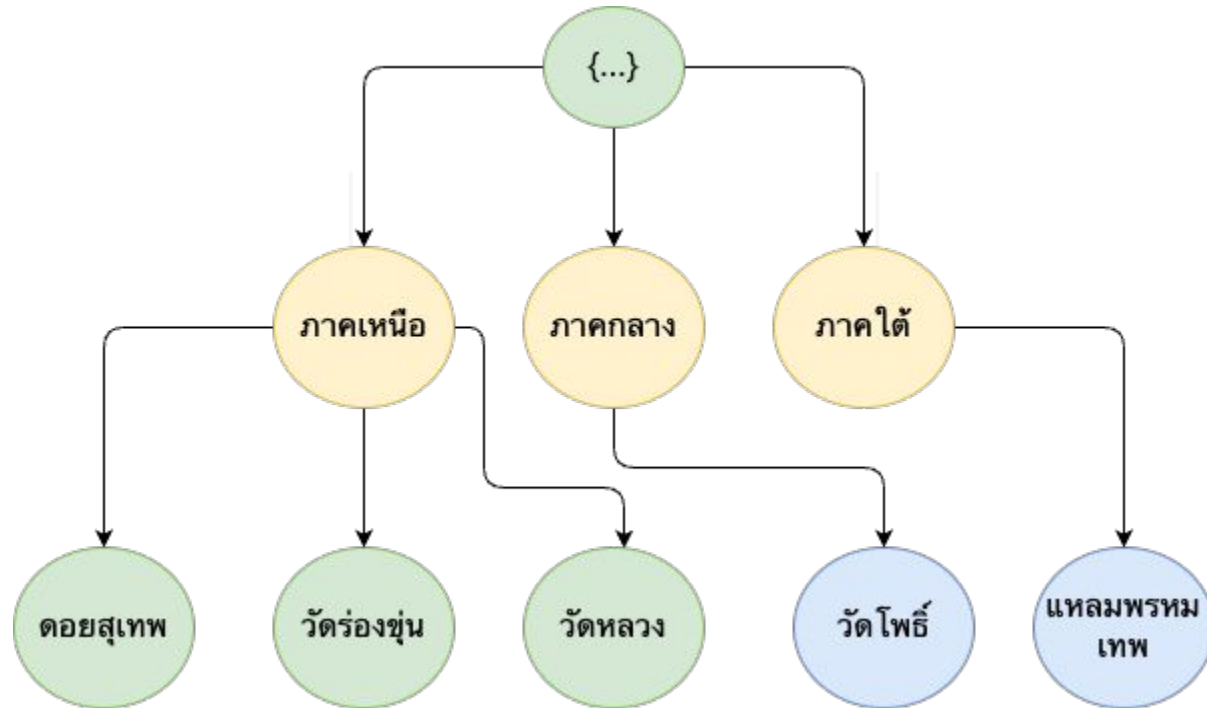 {...}
ภาคเหนือ
ภาคกลาง
ภาคใต้
ดอยสุเทพ
วัดร่องขุ่น
วัดหลวง
วัดโพธิ์
แหลมพรหม
เทพ